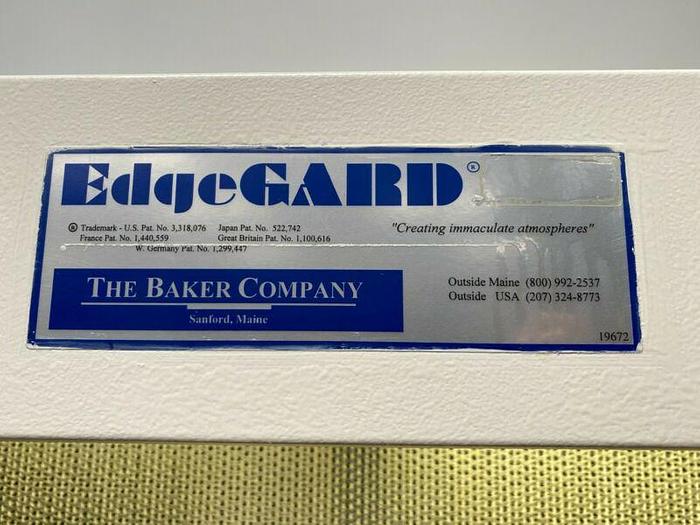 EdgeGARD®
® Trademark - U.S. Pat. No. 3,318,076 Japan Pat. No. 522,742
France Pat. No. 1,440,559 Great Britain Pat. No. 1,100,616
W. Germany Pat. No. 1,299,447
"Creating immaculate atmospheres"
THE BAKER COMPANY
Sanford, Maine
Outside Maine (800) 992-2537
Outside USA (207) 324-8773
19672